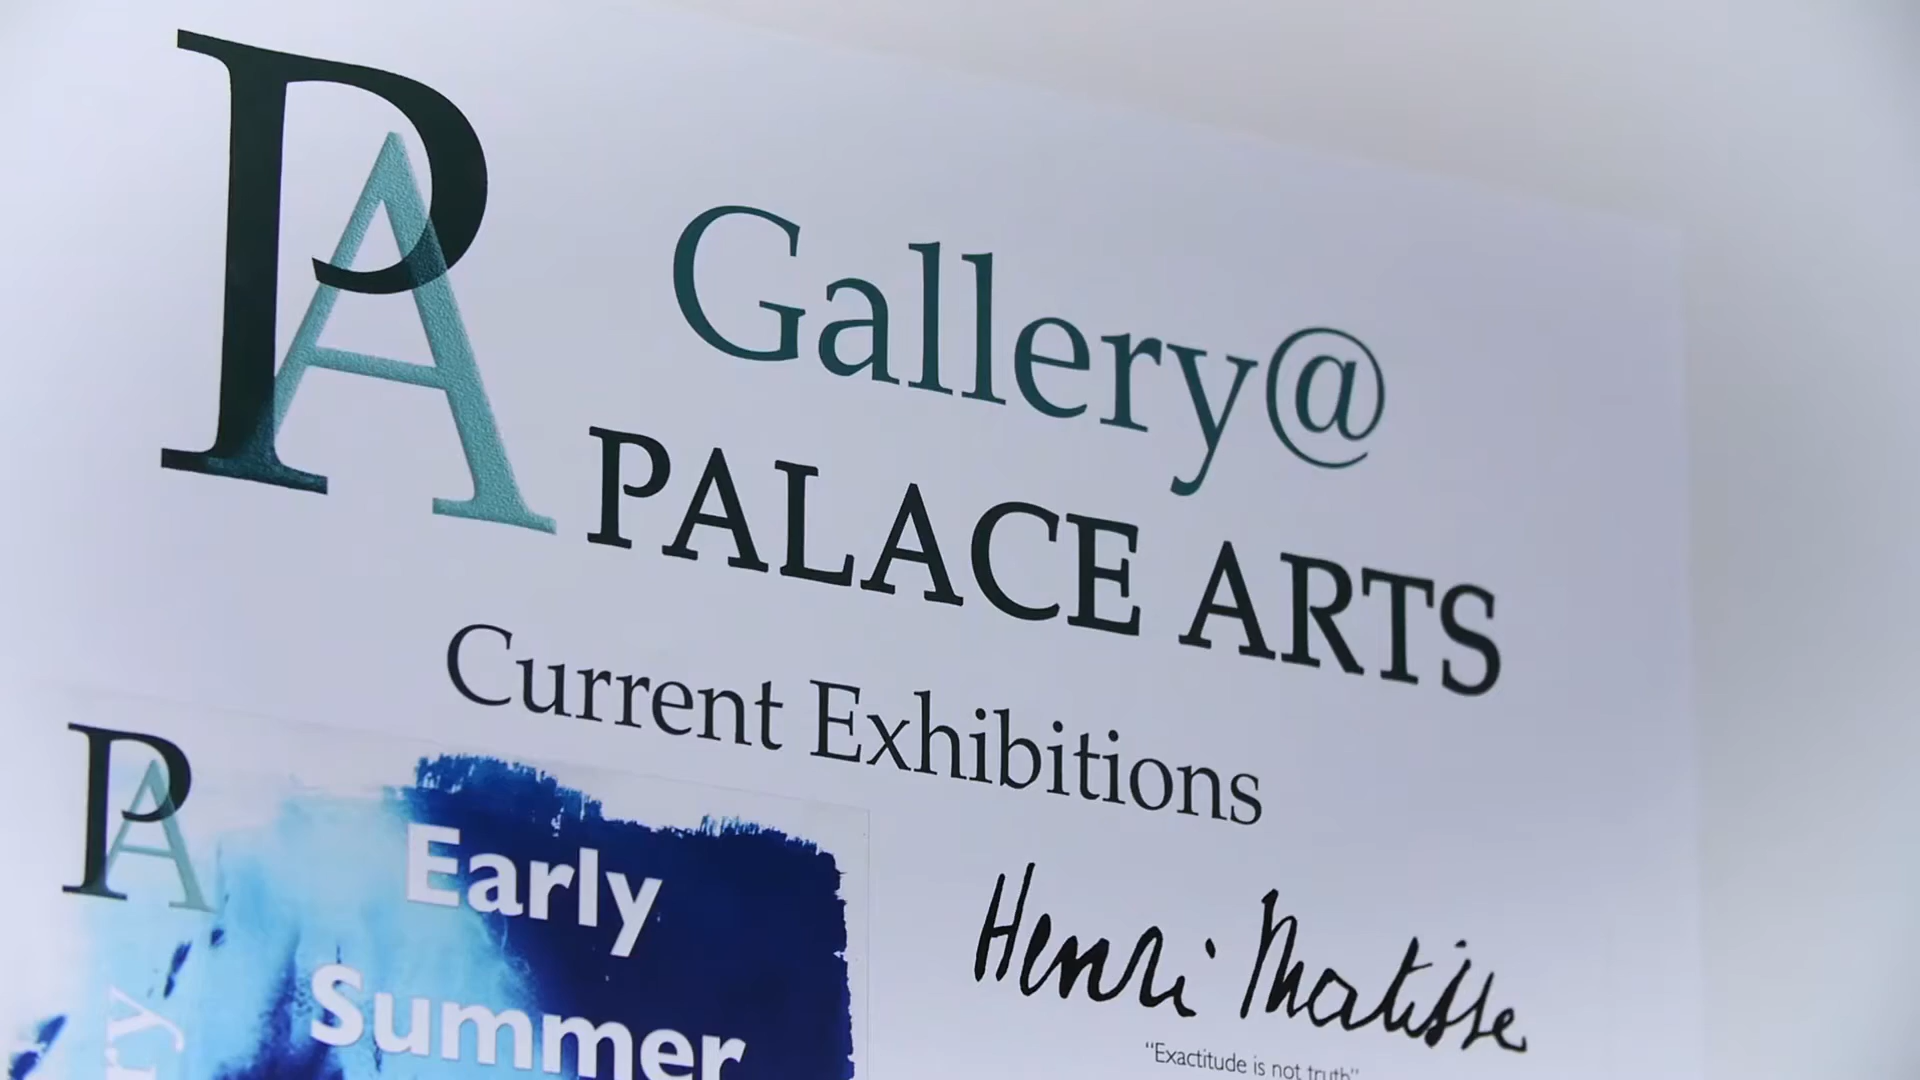 PA
Gallery@
PALACE ARTS
Current Exhibitions
PA
Early
Summer
Henri Matisse
"Exactitude is not truth"